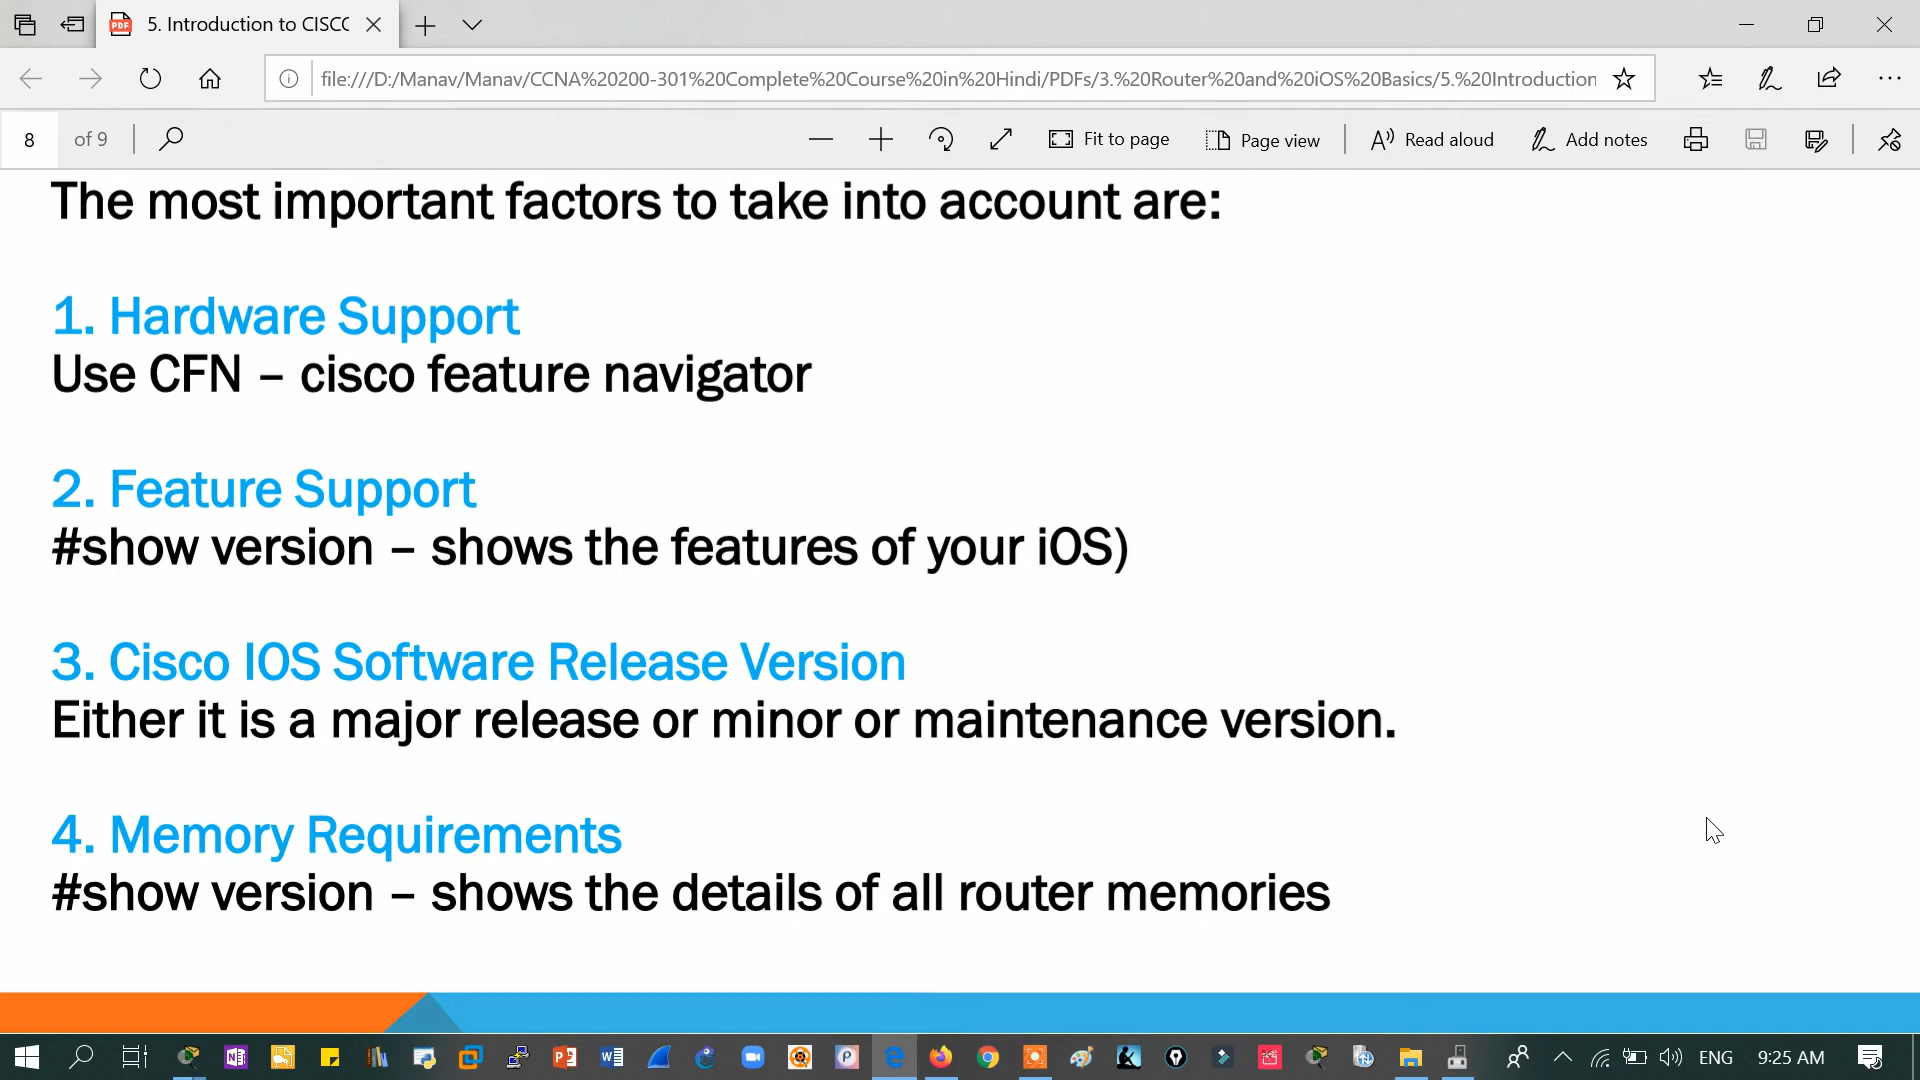 5. Introduction to CISC
file:///D:/Manav/Manav/CCNA%20200-301%20Complete%20Course%20in%20Hindi/PDFs/3.%20Router%20and%20iOS%20Basics/5.%20Introduction
8 of 9
Fit to page
Page view
Read aloud
Add notes
The most important factors to take into account are:
1. Hardware Support
Use CFN – cisco feature navigator
2. Feature Support
#show version – shows the features of your iOS)
3. Cisco IOS Software Release Version
Either it is a major release or minor or maintenance version.
4. Memory Requirements
#show version – shows the details of all router memories
ENG
9:25 AM